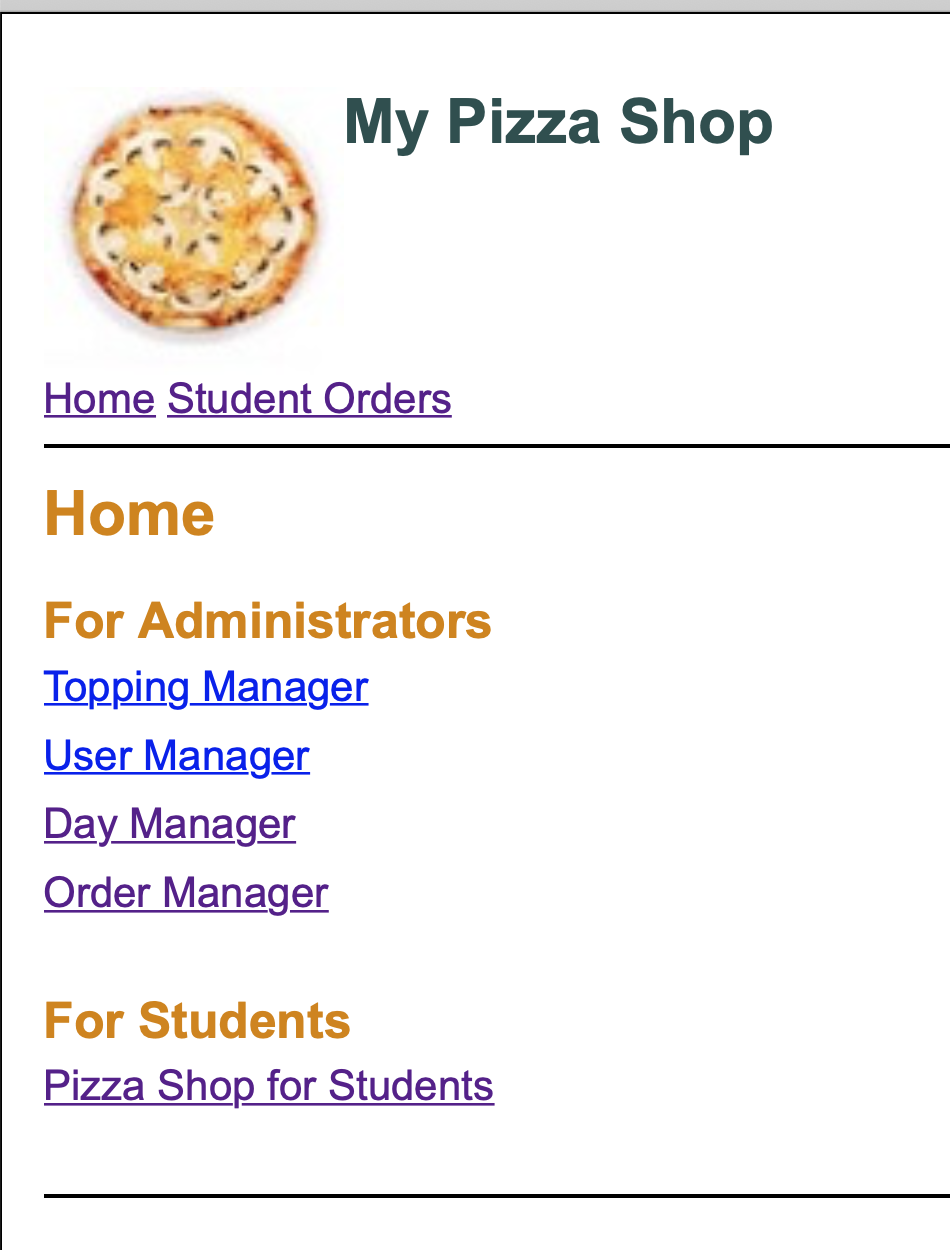 My Pizza Shop
Home Student Orders
Home
For Administrators
Topping Manager
User Manager
Day Manager
Order Manager
For Students
Pizza Shop for Students